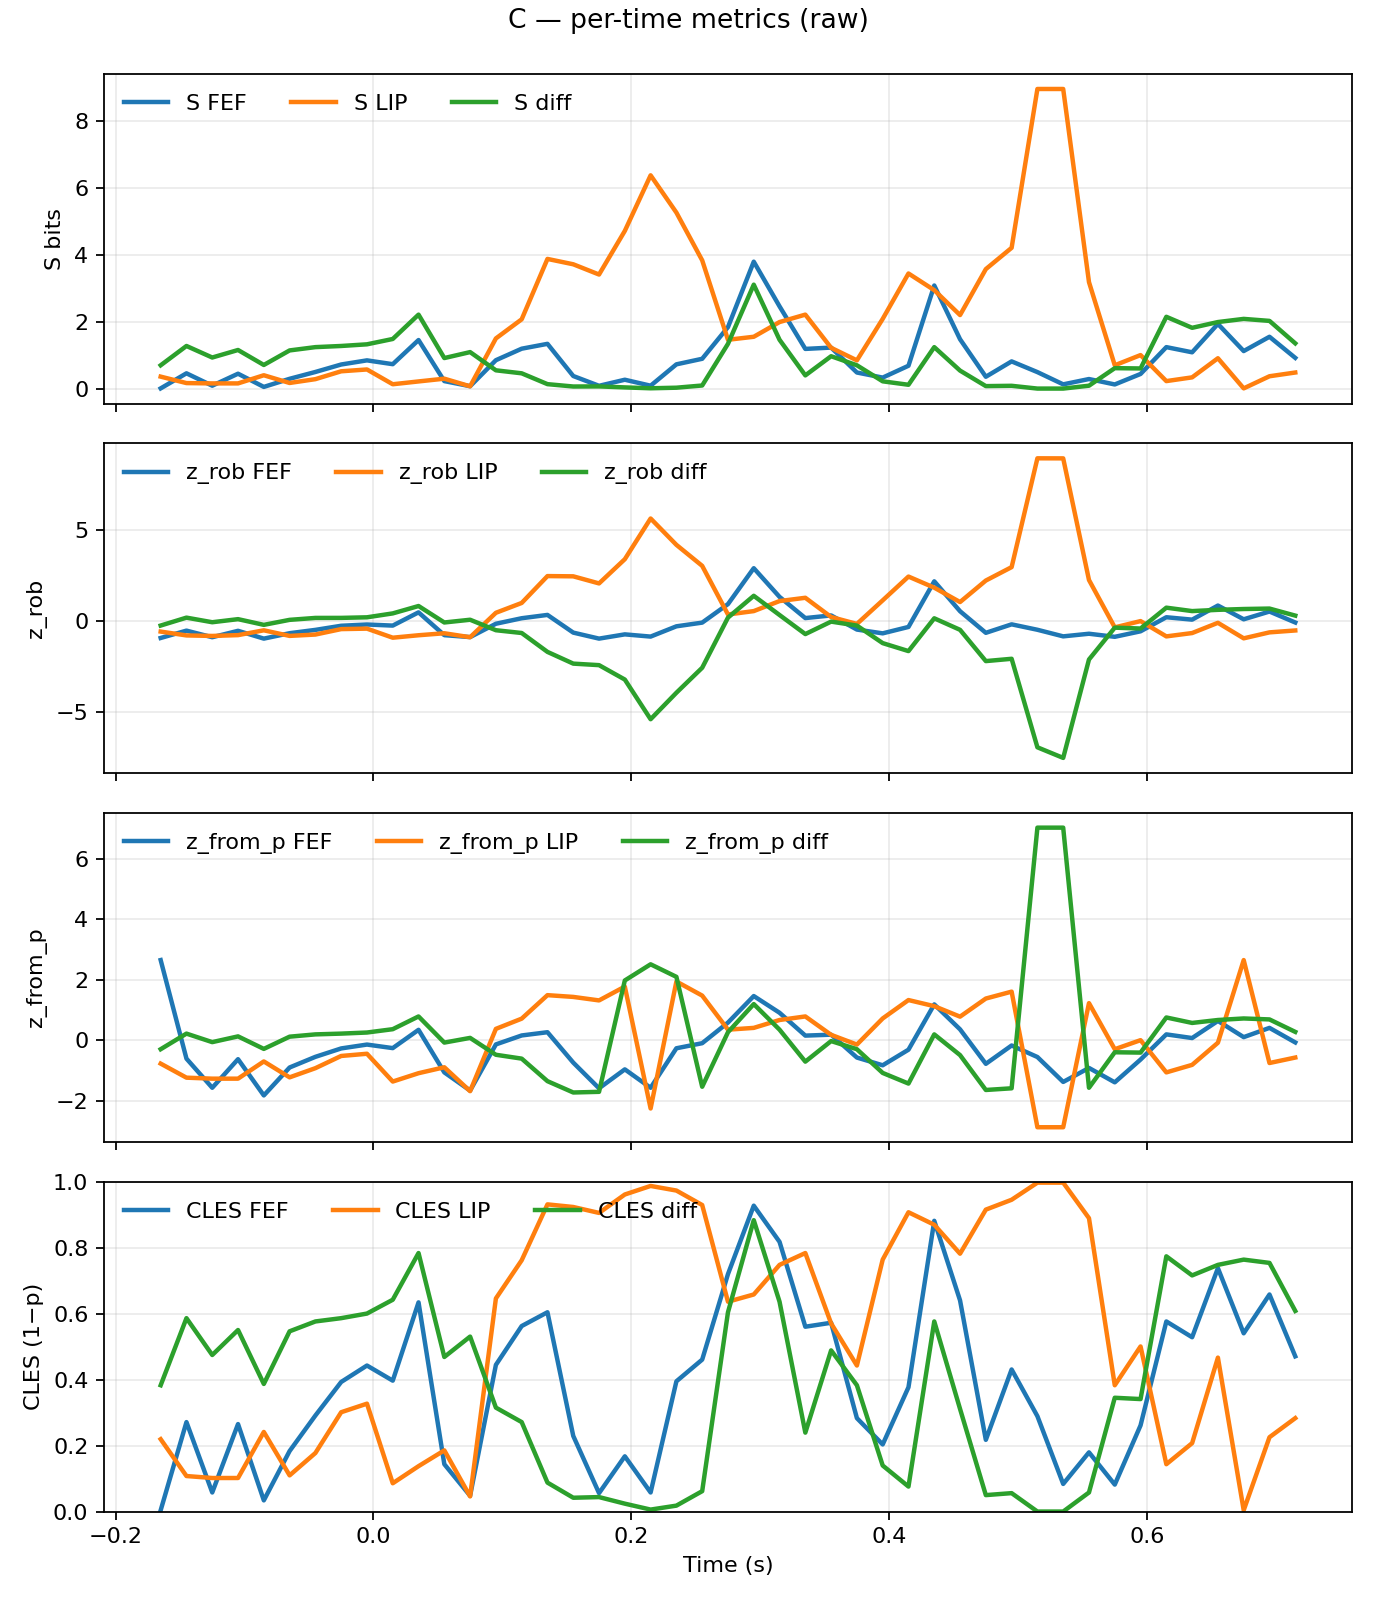 C — per-time metrics (raw)
S FEF S LIP S diff
8
6
4
2
0
S bits
z_rob FEF z_rob LIP z_rob diff
5
0
−5
z_rob
z_from_p FEF z_from_p LIP z_from_p diff
6
4
2
0
−2
z_from_p
CLES FEF CLES LIP CLES diff
1.0
0.8
0.6
0.4
0.2
0.0
CLES (1−p)
−0.2 0.0 0.2 0.4 0.6
Time (s)